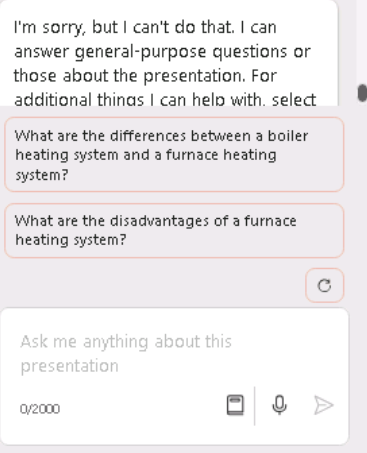 I'm sorry, but I can't do that. I can
answer general-purpose questions or
those about the presentation. For
additional things I can help with, select
What are the differences between a boiler
heating system and a furnace heating
system?
What are the disadvantages of a furnace
heating system?
Ask me anything about this
presentation
0/2000